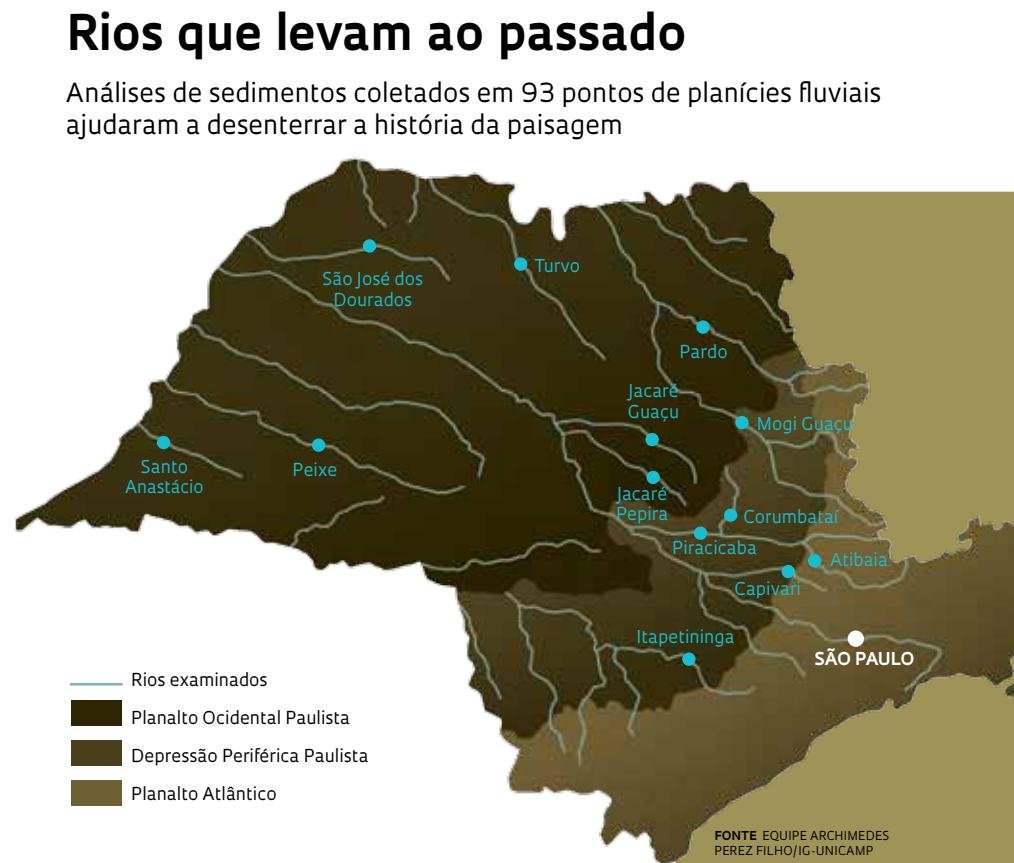 Rios que levam ao passado
Análises de sedimentos coletados em 93 pontos de planícies fluviais
ajudaram a desenterrar a história da paisagem
São José dos
Dourados
Turvo
Pardo
Jacaré
Guaçu
Mogi Guaçu
Santo
Anastácio
Peixe
Jacaré
Pepira
Corumbataí
Piracicaba
Atibaia
Capivari
Itapetininga
SÃO PAULO
Rios examinados
Planalto Ocidental Paulista
Depressão Periférica Paulista
Planalto Atlântico
FONTE EQUIPE ARCHIMEDES
PEREZ FILHO/IG-UNICAMP